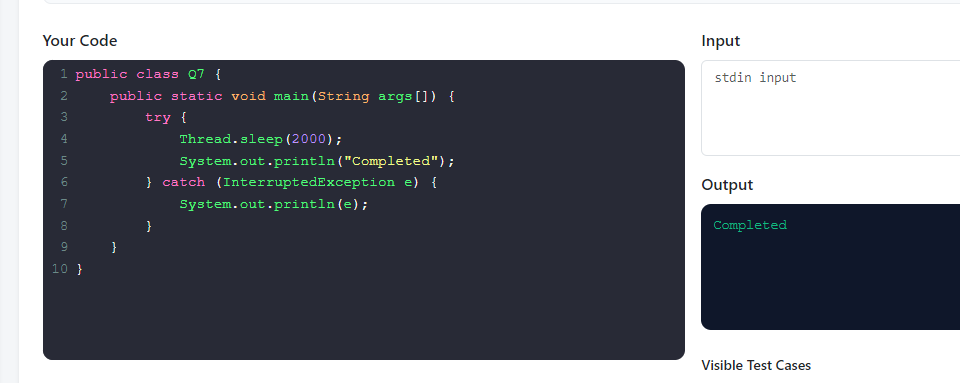 Your Code
1 public class Q7 {
2     public static void main(String args[]) {
3         try {
4             Thread.sleep(2000);
5             System.out.println("Completed");
6         } catch (InterruptedException e) {
7             System.out.println(e);
8         }
9     }
10 }
Input
stdin input
Output
Completed
Visible Test Cases